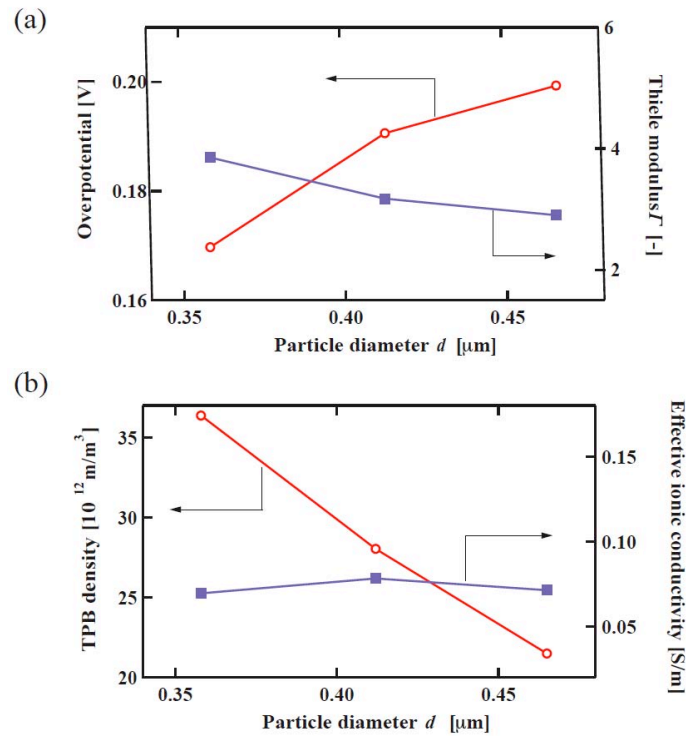 (a)
6
0.20
Overpotential [V]
Thiele modulus Γ [-]
4
0.18
2
0.16
0.35 0.40 0.45
Particle diameter d [μm]
(b)
35
TPB density [10 12 m/m3]
Effective ionic conductivity [S/m]
0.15
30
0.10
25
0.05
20
0.35 0.40 0.45
Particle diameter d [μm]